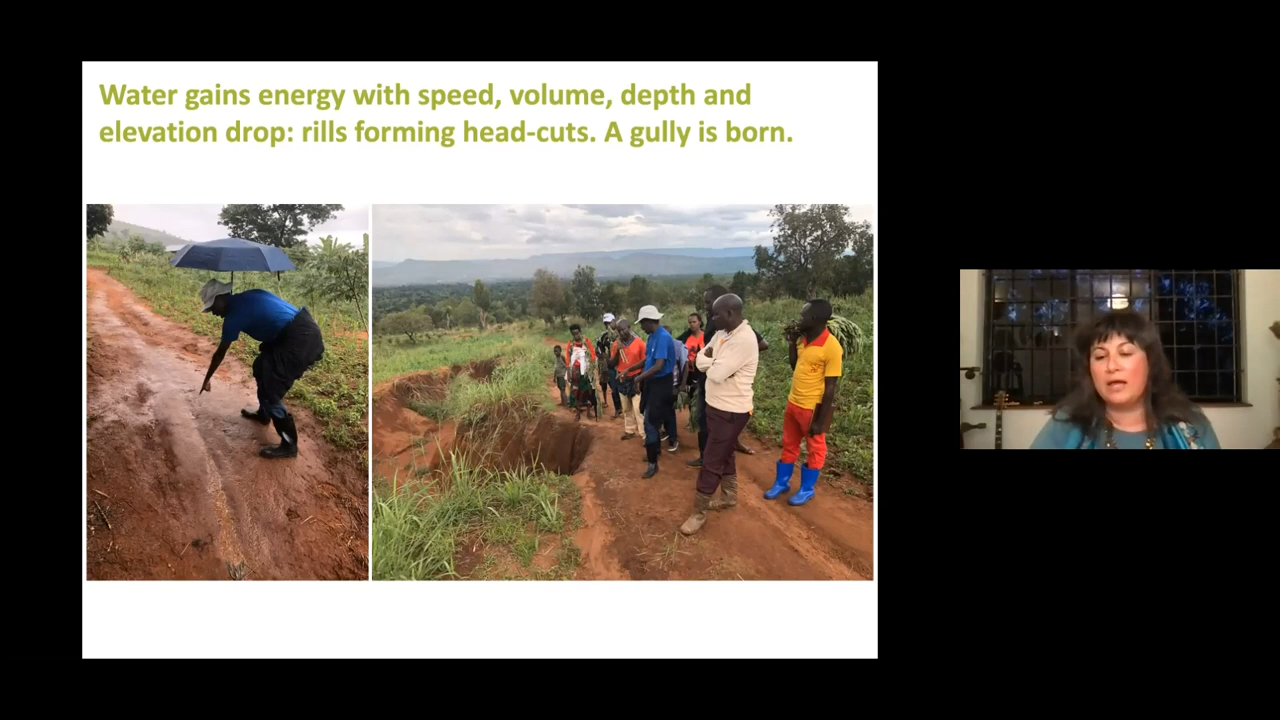 Water gains energy with speed, volume, depth and
elevation drop: rills forming head-cuts. A gully is born.